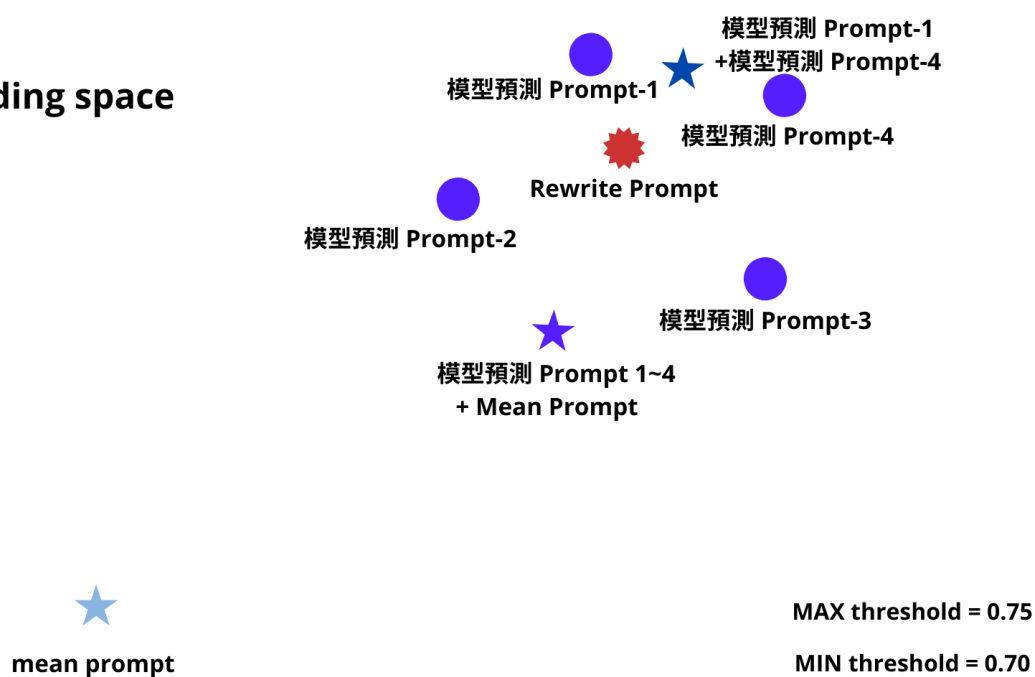 模型預測 Prompt-1
+模型預測 Prompt-4
ding space
模型預測 Prompt-1
模型預測 Prompt-4
Rewrite Prompt
模型預測 Prompt-2
模型預測 Prompt-3
模型預測 Prompt 1~4
+ Mean Prompt
MAX threshold = 0.75
mean prompt
MIN threshold = 0.70